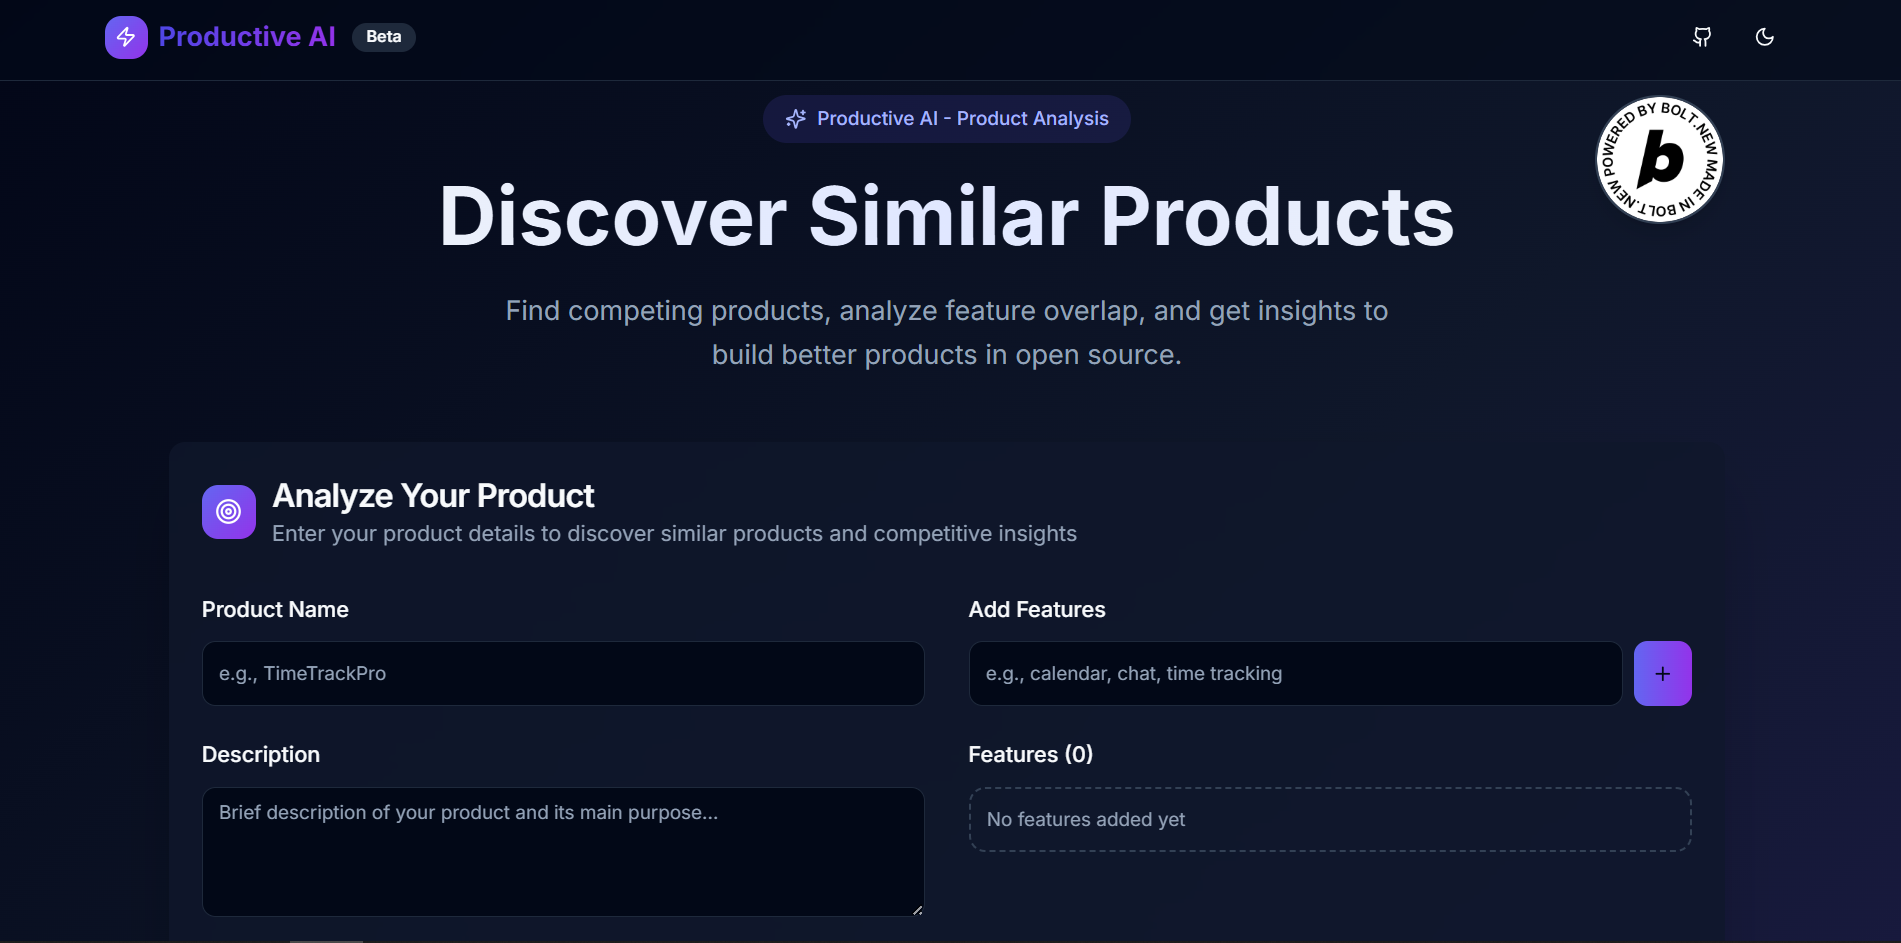 Productive AI
Beta
Productive AI - Product Analysis
POWERED BY BOLT.NEW MADE IN BOLT.NEW
b
Discover Similar Products
Find competing products, analyze feature overlap, and get insights to
build better products in open source.
Analyze Your Product
Enter your product details to discover similar products and competitive insights
Product Name
e.g., TimeTrackPro
Add Features
e.g., calendar, chat, time tracking
+
Description
Brief description of your product and its main purpose...
Features (0)
No features added yet